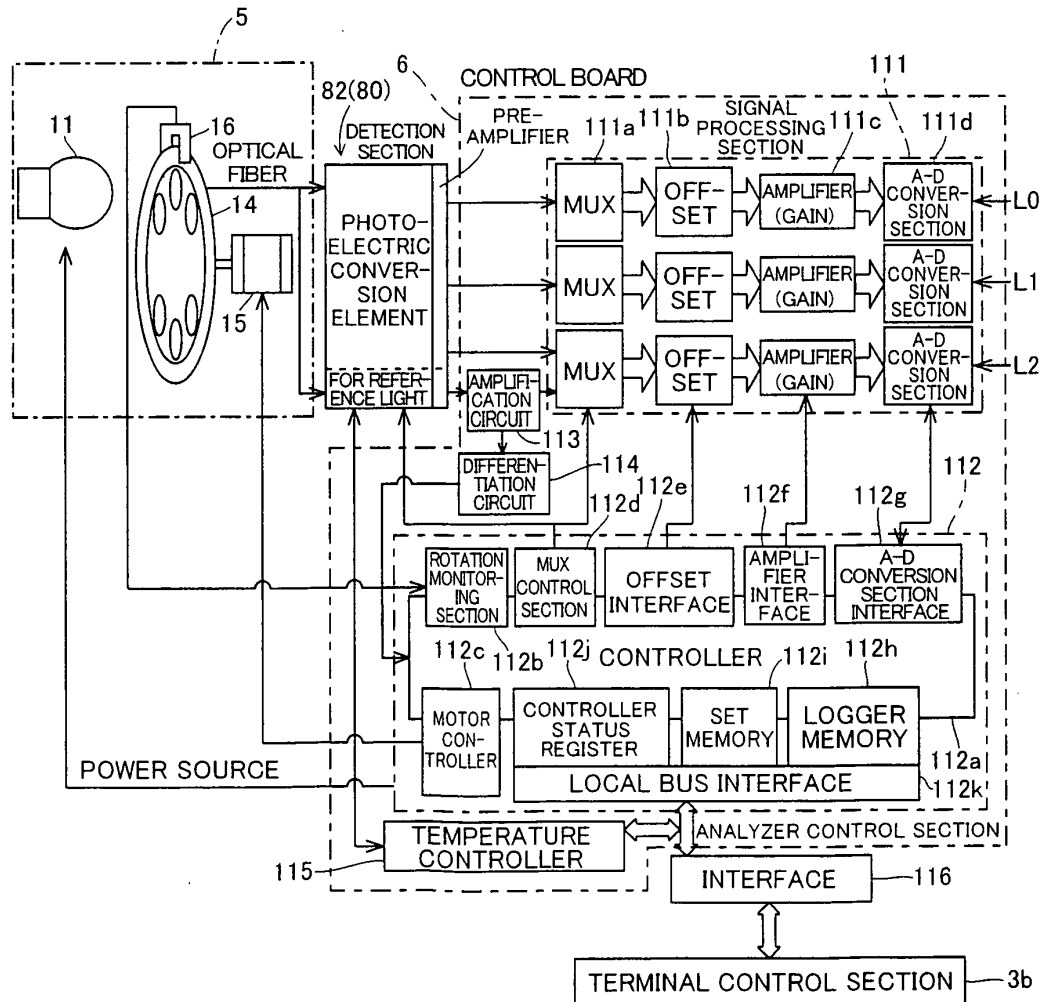 5
6
CONTROL BOARD
111
82(80)
PRE-
AMPLIFIER
SIGNAL
PROCESSING
SECTION
11
16
DETECTION
SECTION
111a
111b
111c
111d
OPTICAL
FIBER
14
15
PHOTO-
ELECTRIC
CONVER-
SION
ELEMENT
FOR REFER-
ENCE LIGHT
MUX
OFF-
SET
AMPLIFIER
(GAIN)
A-D
CONVER-
SION
SECTION
L0
MUX
OFF-
SET
AMPLIFIER
(GAIN)
A-D
CONVER-
SION
SECTION
L1
MUX
OFF-
SET
AMPLIFIER
(GAIN)
A-D
CONVER-
SION
SECTION
L2
AMPLIFI-
CATION
CIRCUIT
113
DIFFEREN-
TIATION
CIRCUIT
114
112d
112e
112f
112g
112
ROTATION
MONITOR-
ING
SECTION
MUX
CONTROL
SECTION
OFFSET
INTERFACE
AMPLI-
FIER
INTER-
FACE
A-D
CONVERSION
SECTION
INTERFACE
112c
112b
112j
CONTROLLER
112i
112h
MOTOR
CON-
TROLLER
CONTROLLER
STATUS
REGISTER
SET
MEMORY
LOGGER
MEMORY
112a
LOCAL BUS INTERFACE
112k
POWER SOURCE
ANALYZER CONTROL SECTION
TEMPERATURE
CONTROLLER
115
INTERFACE
116
TERMINAL CONTROL SECTION
3b